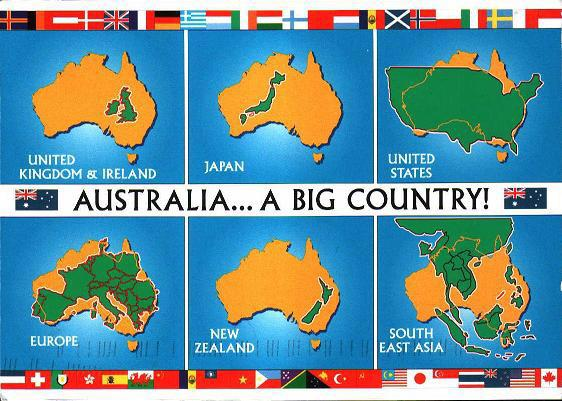 UNITED
KINGDOM & IRELAND
JAPAN
UNITED
STATES
AUSTRALIA... A BIG COUNTRY!
EUROPE
NEW
ZEALAND
SOUTH
EAST ASIA